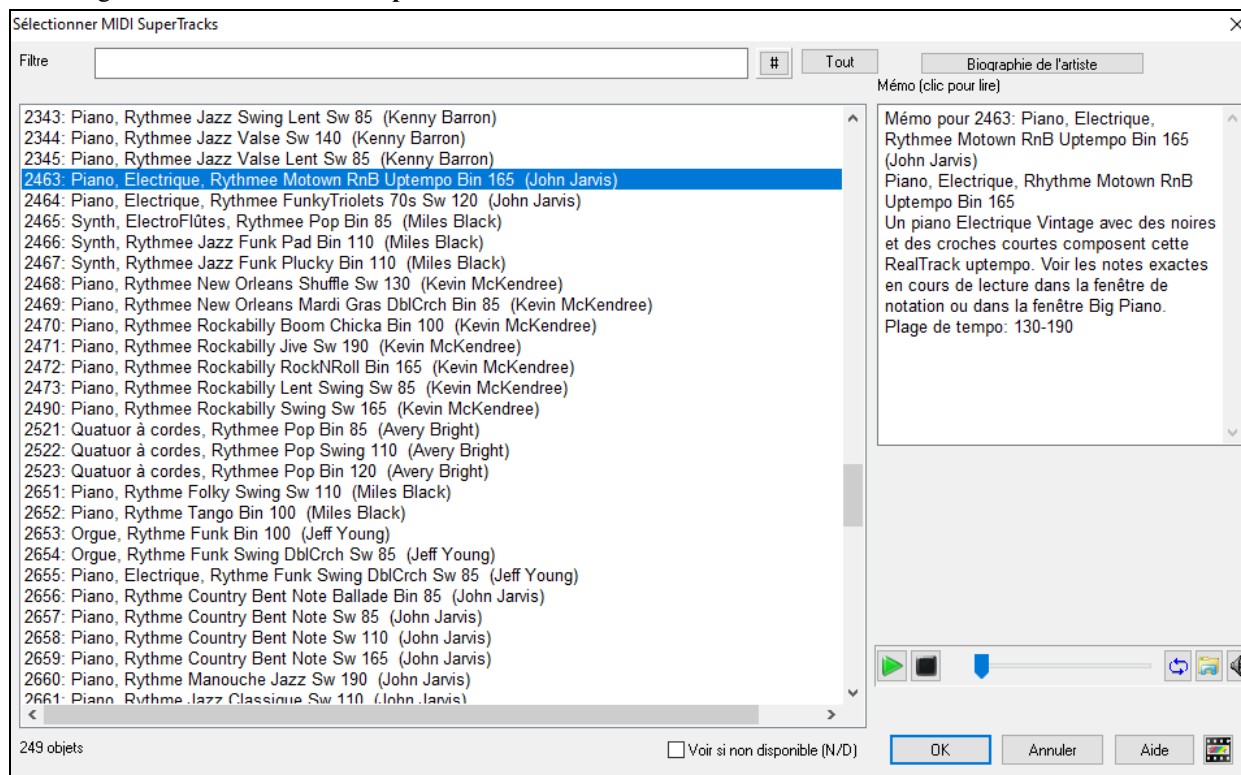 Sélectionner MIDI SuperTracks
Filtre
#
Tout
Biographie de l'artiste
Mémo (clic pour lire)
2343: Piano, Rythmee Jazz Swing Lent Sw 85 (Kenny Barron)
2344: Piano, Rythmee Jazz Valse Sw 140 (Kenny Barron)
2345: Piano, Rythmee Jazz Valse Lent Sw 85 (Kenny Barron)
2463: Piano, Electrique, Rythmee Motown RnB Uptempo Bin 165 (John Jarvis)
2464: Piano, Electrique, Rythmee FunkyTriolets 70s Sw 120 (John Jarvis)
2465: Synth, ElectroFlûtes, Rythmee Pop Bin 85 (Miles Black)
2466: Synth, Rythmee Jazz Funk Pad Bin 110 (Miles Black)
2467: Synth, Rythmee Jazz Funk Plucky Bin 110 (Miles Black)
2468: Piano, Rythmee New Orleans Shuffle Sw 130 (Kevin McKendree)
2469: Piano, Rythmee New Orleans Mardi Gras DblCrch Bin 85 (Kevin McKendree)
2470: Piano, Rythmee Rockabilly Boom Chicka Bin 100 (Kevin McKendree)
2471: Piano, Rythmee Rockabilly Jive Sw 190 (Kevin McKendree)
2472: Piano, Rythmee Rockabilly RockNRoll Bin 165 (Kevin McKendree)
2473: Piano, Rythmee Rockabilly Lent Swing Sw 85 (Kevin McKendree)
2490: Piano, Rythmee Rockabilly Swing Sw 165 (Kevin McKendree)
2521: Quatuor à cordes, Rythmee Pop Bin 85 (Avery Bright)
2522: Quatuor à cordes, Rythmee Pop Swing 110 (Avery Bright)
2523: Quatuor à cordes, Rythmee Pop Bin 120 (Avery Bright)
2651: Piano, Rythme Folky Swing Sw 110 (Miles Black)
2652: Piano, Rythme Tango Bin 100 (Miles Black)
2653: Orgue, Rythme Funk Bin 100 (Jeff Young)
2654: Orgue, Rythme Funk Swing DblCrch Sw 85 (Jeff Young)
2655: Piano, Electrique, Rythme Funk Swing DblCrch Sw 85 (Jeff Young)
2656: Piano, Rythme Country Bent Note Ballade Bin 85 (John Jarvis)
2657: Piano, Rythme Country Bent Note Sw 85 (John Jarvis)
2658: Piano, Rythme Country Bent Note Sw 110 (John Jarvis)
2659: Piano, Rythme Country Bent Note Sw 165 (John Jarvis)
2660: Piano, Rythme Manouche Jazz Sw 190 (John Jarvis)
2661: Piano, Rythme Jazz Classique Sw 110 (John Jarvis)
Mémo pour 2463: Piano, Electrique,
Rythmee Motown RnB Uptempo Bin 165
(John Jarvis)
Piano, Electrique, Rhythme Motown RnB
Uptempo Bin 165
Un piano Electrique Vintage avec des noires
et des croches courtes composent cette
RealTrack uptempo. Voir les notes exactes
en cours de lecture dans la fenêtre de
notation ou dans la fenêtre Big Piano.
Plage de tempo: 130-190
249 objets
Voir si non disponible (N/D)
OK
Annuler
Aide